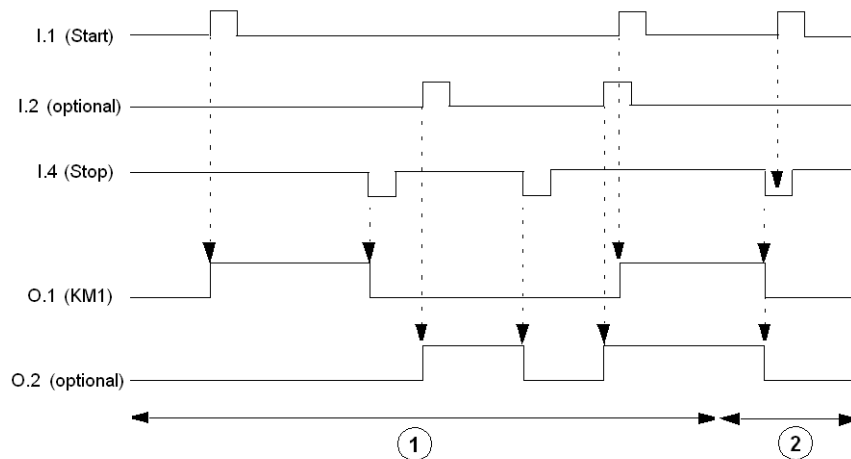 I.1 (Start)
I.2 (optional)
I.4 (Stop)
O.1 (KM1)
O.2 (optional)
1
2